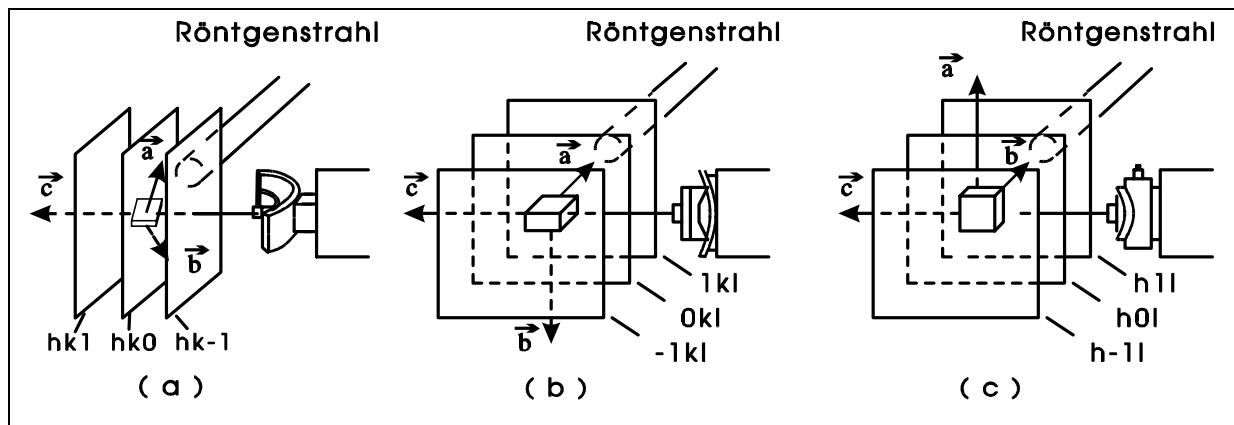 Röntgenstrahl
a
c
b
hk1
hk0
hk-1
( a )
Röntgenstrahl
a
c
b
1kl
0kl
-1kl
( b )
Röntgenstrahl
a
b
c
h1l
h0l
h-1l
( c )